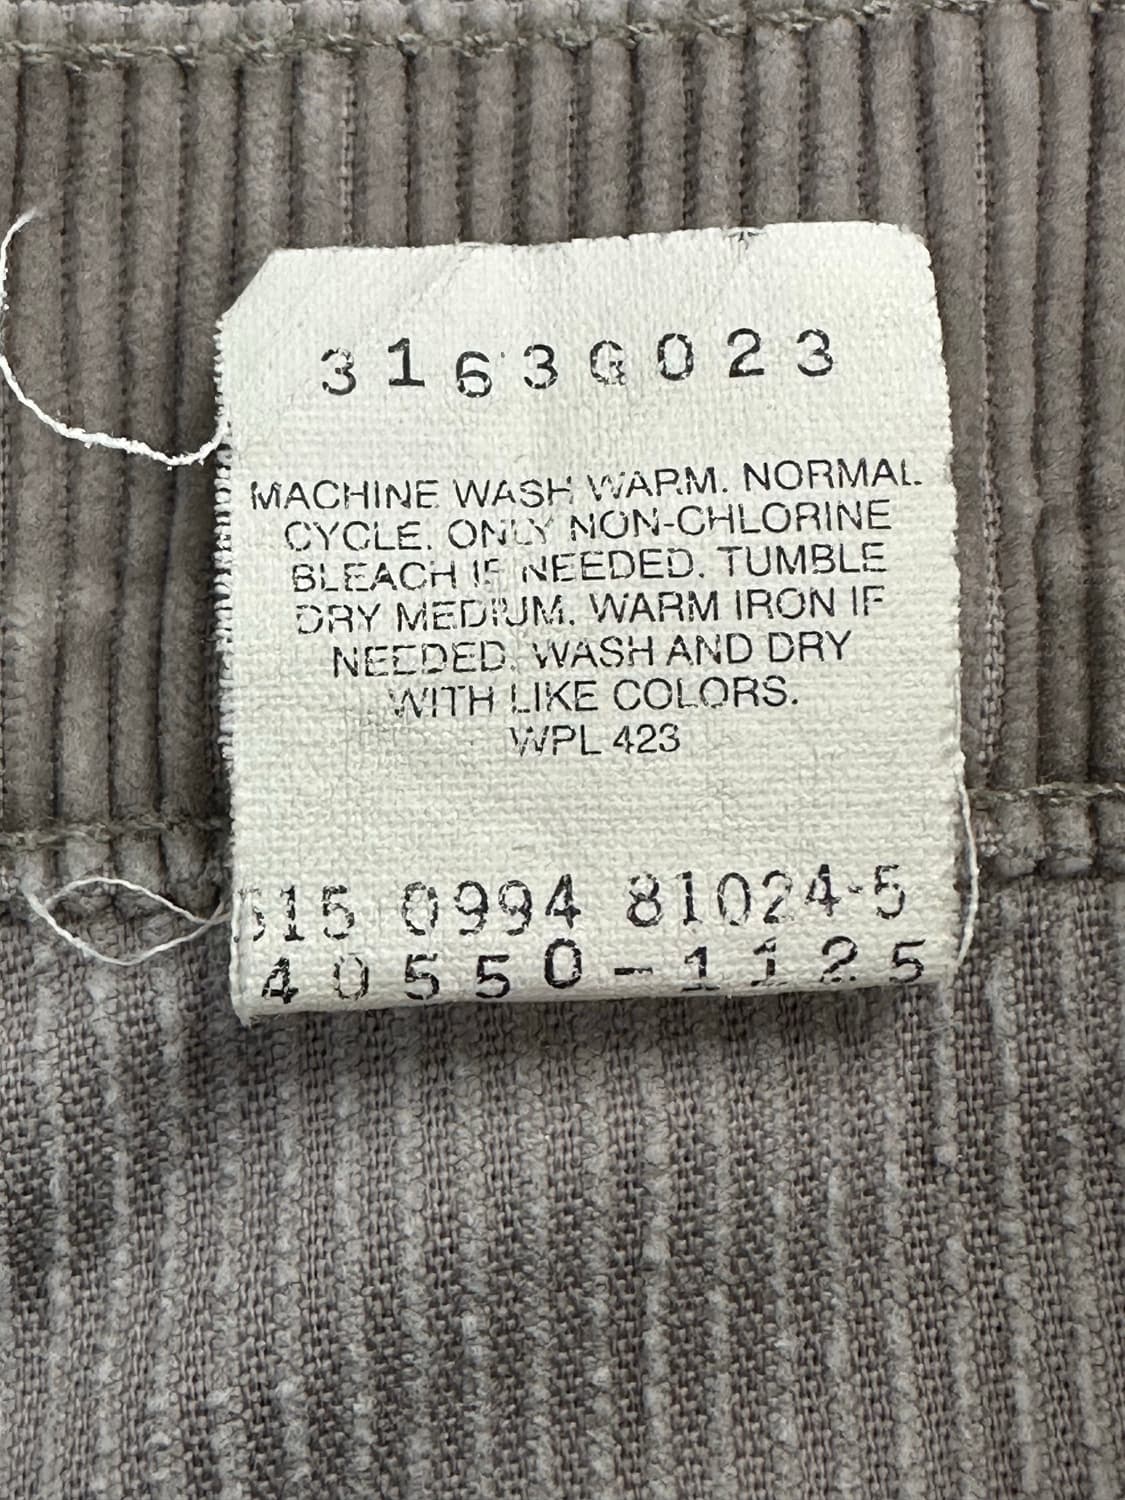 3163G023
MACHINE WASH WARM. NORMAL
CYCLE. ONLY NON-CHLORINE
BLEACH IF NEEDED. TUMBLE
DRY MEDIUM. WARM IRON IF
NEEDED. WASH AND DRY
WITH LIKE COLORS.
WPL 423
0994 81024-5
40550-1125